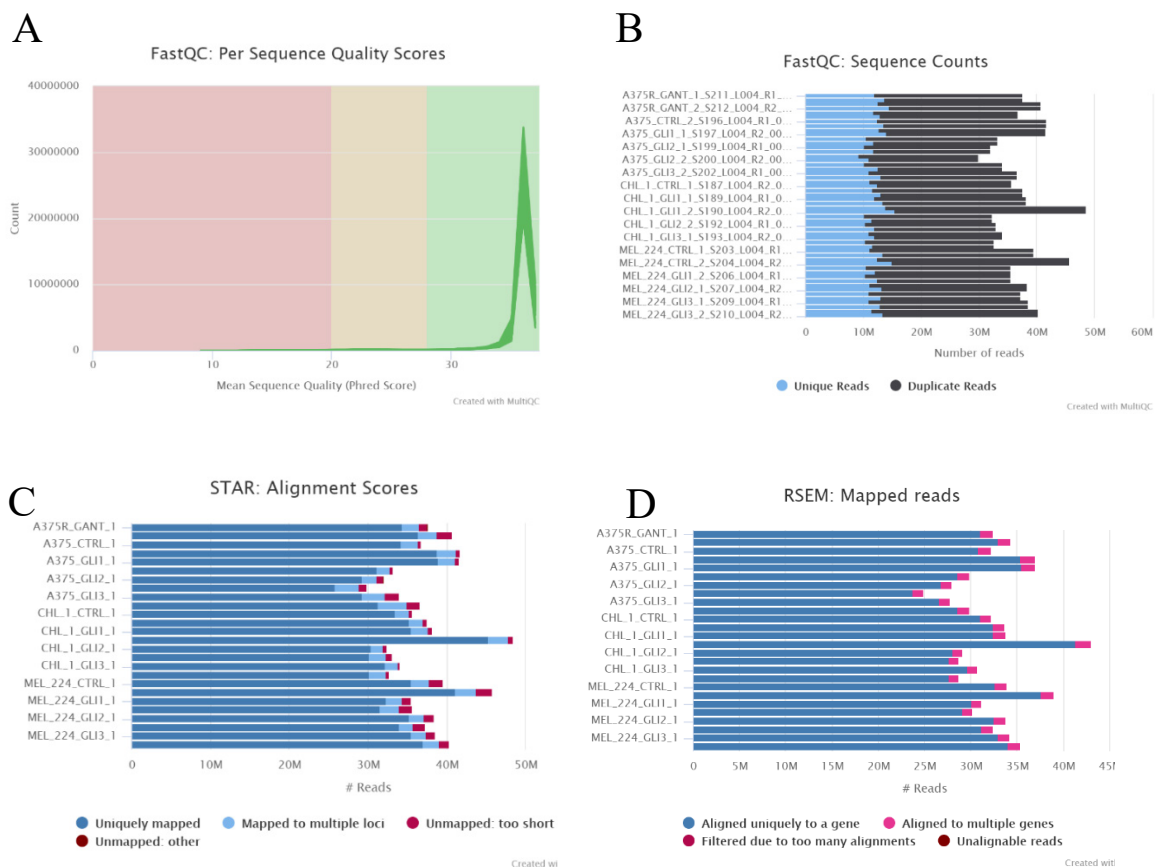 A
FastQC: Per Sequence Quality Scores
40000000
30000000
20000000
10000000
0
Count
0 10 20 30
Mean Sequence Quality (Phred Score)
Created with MultiQC
B
FastQC: Sequence Counts
A375R_GANT_1_S211_L004_R1_...
A375R_GANT_2_S212_L004_R2_...
A375_CTRL_2_S196_L004_R1_0...
A375_GLI1_1_S197_L004_R2_00...
A375_GLI2_1_S199_L004_R1_00...
A375_GLI2_2_S200_L004_R2_00...
A375_GLI3_2_S202_L004_R1_00...
CHL_1_CTRL_1_S187_L004_R2_0...
CHL_1_GLI1_1_S189_L004_R1_0...
CHL_1_GLI1_2_S190_L004_R2_0...
CHL_1_GLI2_2_S192_L004_R1_0...
CHL_1_GLI3_1_S193_L004_R2_0...
MEL_224_CTRL_1_S203_L004_R1...
MEL_224_CTRL_2_S204_L004_R2...
MEL_224_GLI1_2_S206_L004_R1...
MEL_224_GLI2_1_S207_L004_R2...
MEL_224_GLI3_1_S209_L004_R1...
MEL_224_GLI3_2_S210_L004_R2...
0 10M 20M 30M 40M 50M 60M
Number of reads
Unique Reads Duplicate Reads
Created with MultiQC
C
STAR: Alignment Scores
A375R_GANT_1
A375_CTRL_1
A375_GLI1_1
A375_GLI2_1
A375_GLI3_1
CHL_1_CTRL_1
CHL_1_GLI1_1
CHL_1_GLI2_1
CHL_1_GLI3_1
MEL_224_CTRL_1
MEL_224_GLI1_1
MEL_224_GLI2_1
MEL_224_GLI3_1
0 10M 20M 30M 40M 50M
# Reads
Uniquely mapped Mapped to multiple loci Unmapped: too short
Unmapped: other
Created wi
D
RSEM: Mapped reads
A375R_GANT_1
A375_CTRL_1
A375_GLI1_1
A375_GLI2_1
A375_GLI3_1
CHL_1_CTRL_1
CHL_1_GLI1_1
CHL_1_GLI2_1
CHL_1_GLI3_1
MEL_224_CTRL_1
MEL_224_GLI1_1
MEL_224_GLI2_1
MEL_224_GLI3_1
0 5M 10M 15M 20M 25M 30M 35M 40M 45
# Reads
Aligned uniquely to a gene Aligned to multiple genes
Filtered due to too many alignments Unalignable reads
Created wit